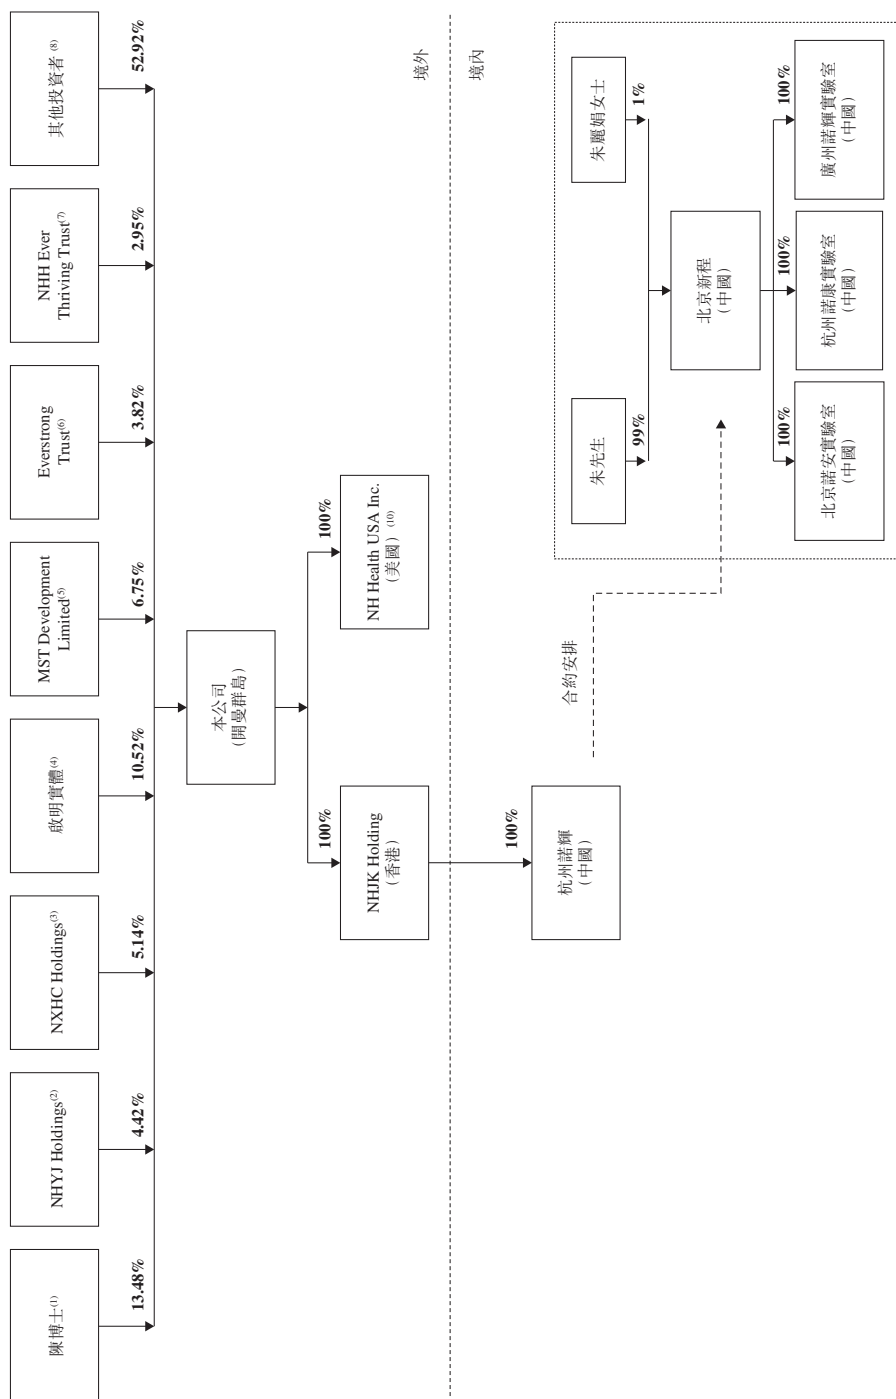 陳博士(1)
NHYJ Holdings(2)
NXHC Holdings(3)
啟明實體(4)
MST Development
Limited(5)
Everstrong
Trust(6)
NHH Ever
Thriving Trust(7)
其他投資者(8)
13.48%
4.42%
5.14%
10.52%
6.75%
3.82%
2.95%
52.92%
本公司
(開曼群島)
100%
100%
NHJK Holding
(香港)
NH Health USA Inc.
(美國)(10)
境外
境內
100%
杭州諾輝
(中國)
合約安排
朱先生
朱麗娟女士
99%
1%
北京新程
(中國)
100%
100%
100%
北京諾安實驗室
(中國)
杭州諾康實驗室
(中國)
廣州諾輝實驗室
(中國)